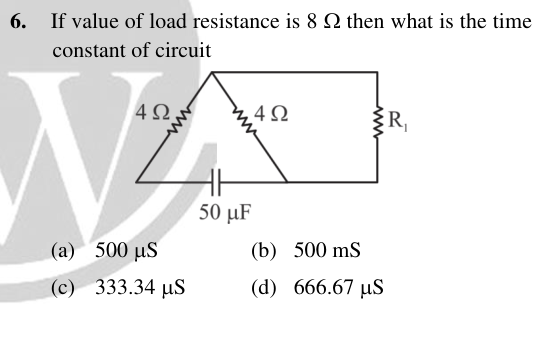 6. If value of load resistance is 8 Ω then what is the time
constant of circuit
4 Ω 4 Ω R₁
50 μF
(a) 500 μS (b) 500 mS
(c) 333.34 μS (d) 666.67 μS